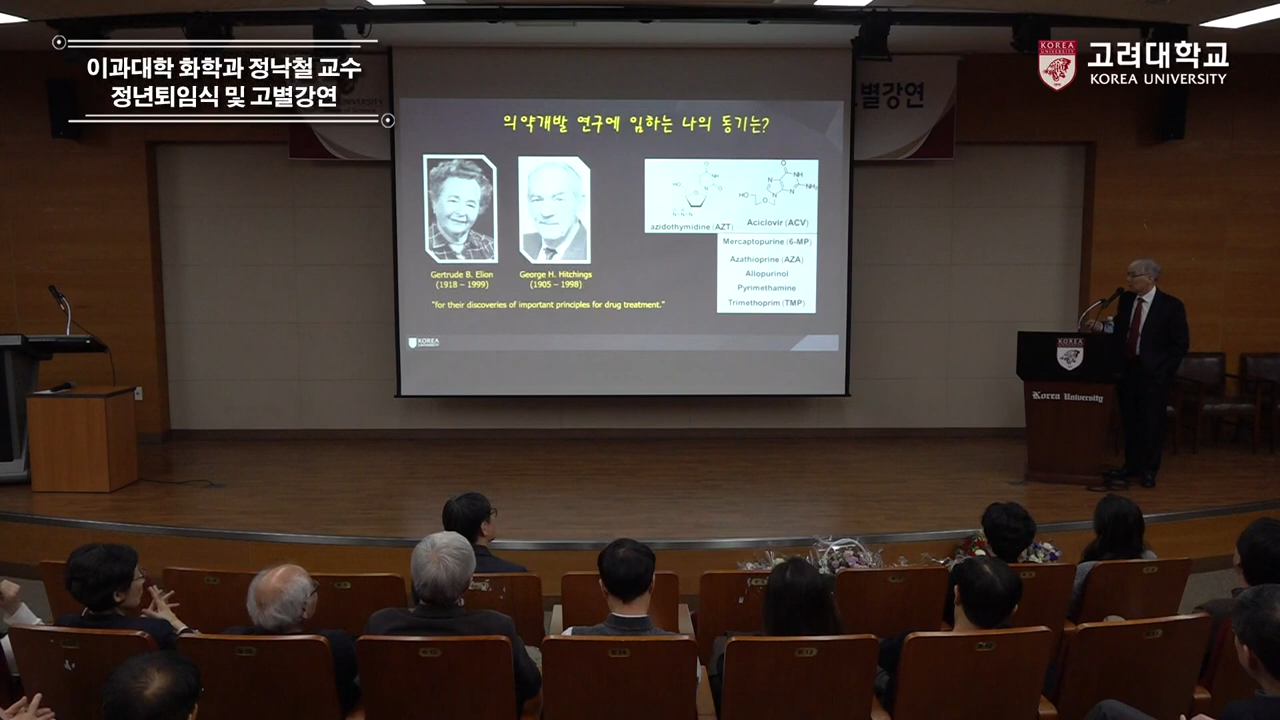 이과대학 화학과 정낙철 교수
정년퇴임식 및 고별강연
KOREA
UNIVERSITY
고려대학교
KOREA UNIVERSITY
별강연
의약개발 연구에 임하는 나의 동기는?
Gertrude B. Elion
(1918 – 1999)
George H. Hitchings
(1905 – 1998)
"for their discoveries of important principles for drug treatment."
azidothymidine (AZT)
Aciclovir (ACV)
Mercaptopurine (6-MP)
Azathioprine (AZA)
Allopurinol
Pyrimethamine
Trimethoprim (TMP)
KOREA
UNIVERSITY
KOREA
Korea University